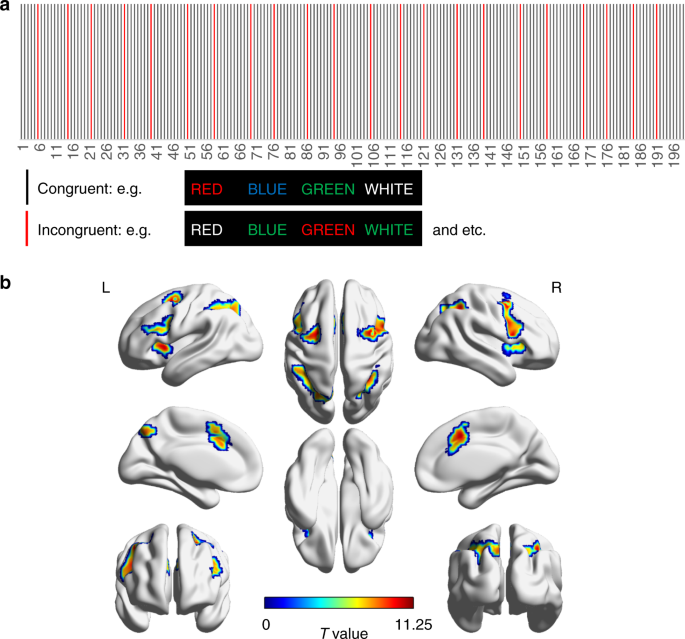 a
1 6 11 16 21 26 31 36 41 46 51 56 61 66 71 76 81 86 91 96 101 106 111 116 121 126 131 136 141 146 151 156 161 166 171 176 181 186 191 196
Congruent: e.g. RED BLUE GREEN WHITE
Incongruent: e.g. RED BLUE GREEN WHITE and etc.
b
L R
0 11.25
T value